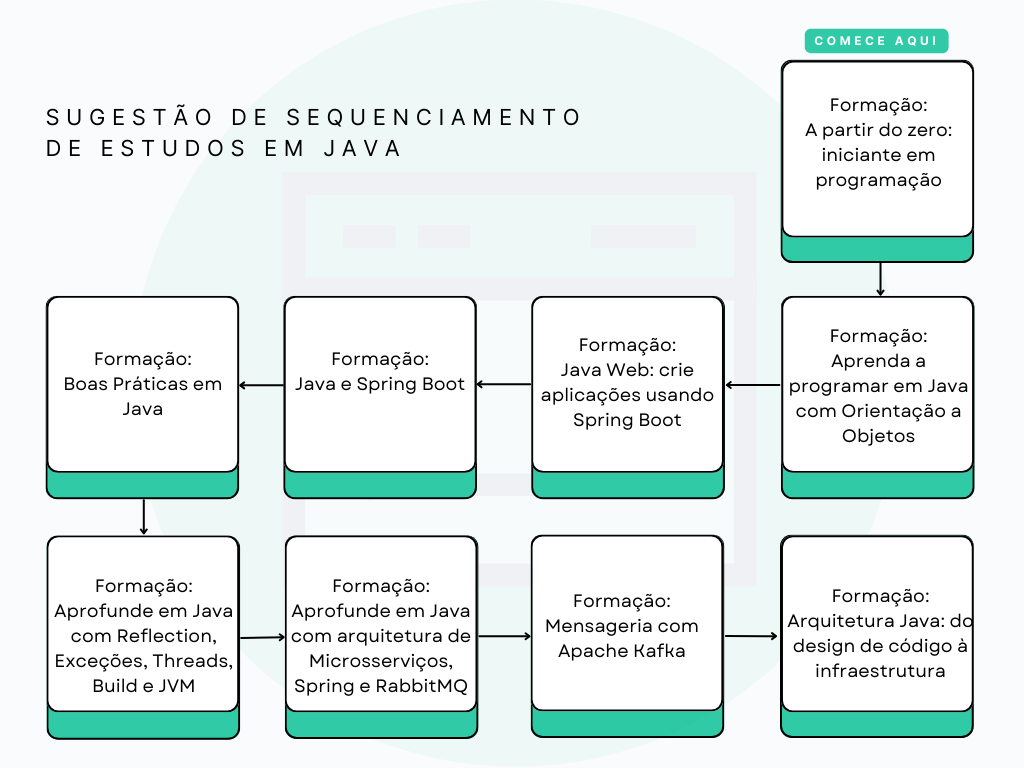 COMECE AQUI
SUGESTÃO DE SEQUENCIAMENTO
DE ESTUDOS EM JAVA
Formação:
A partir do zero:
iniciante em
programação
Formação:
Aprenda a
programar em Java
com Orientação a
Objetos
Formação:
Java Web: crie
aplicações usando
Spring Boot
Formação:
Java e Spring Boot
Formação:
Boas Práticas em
Java
Formação:
Aprofunde em Java
com Reflection,
Exceções, Threads,
Build e JVM
Formação:
Aprofunde em Java
com arquitetura de
Microsserviços,
Spring e RabbitMQ
Formação:
Mensageria com
Apache Kafka
Formação:
Arquitetura Java: do
design de código à
infraestrutura